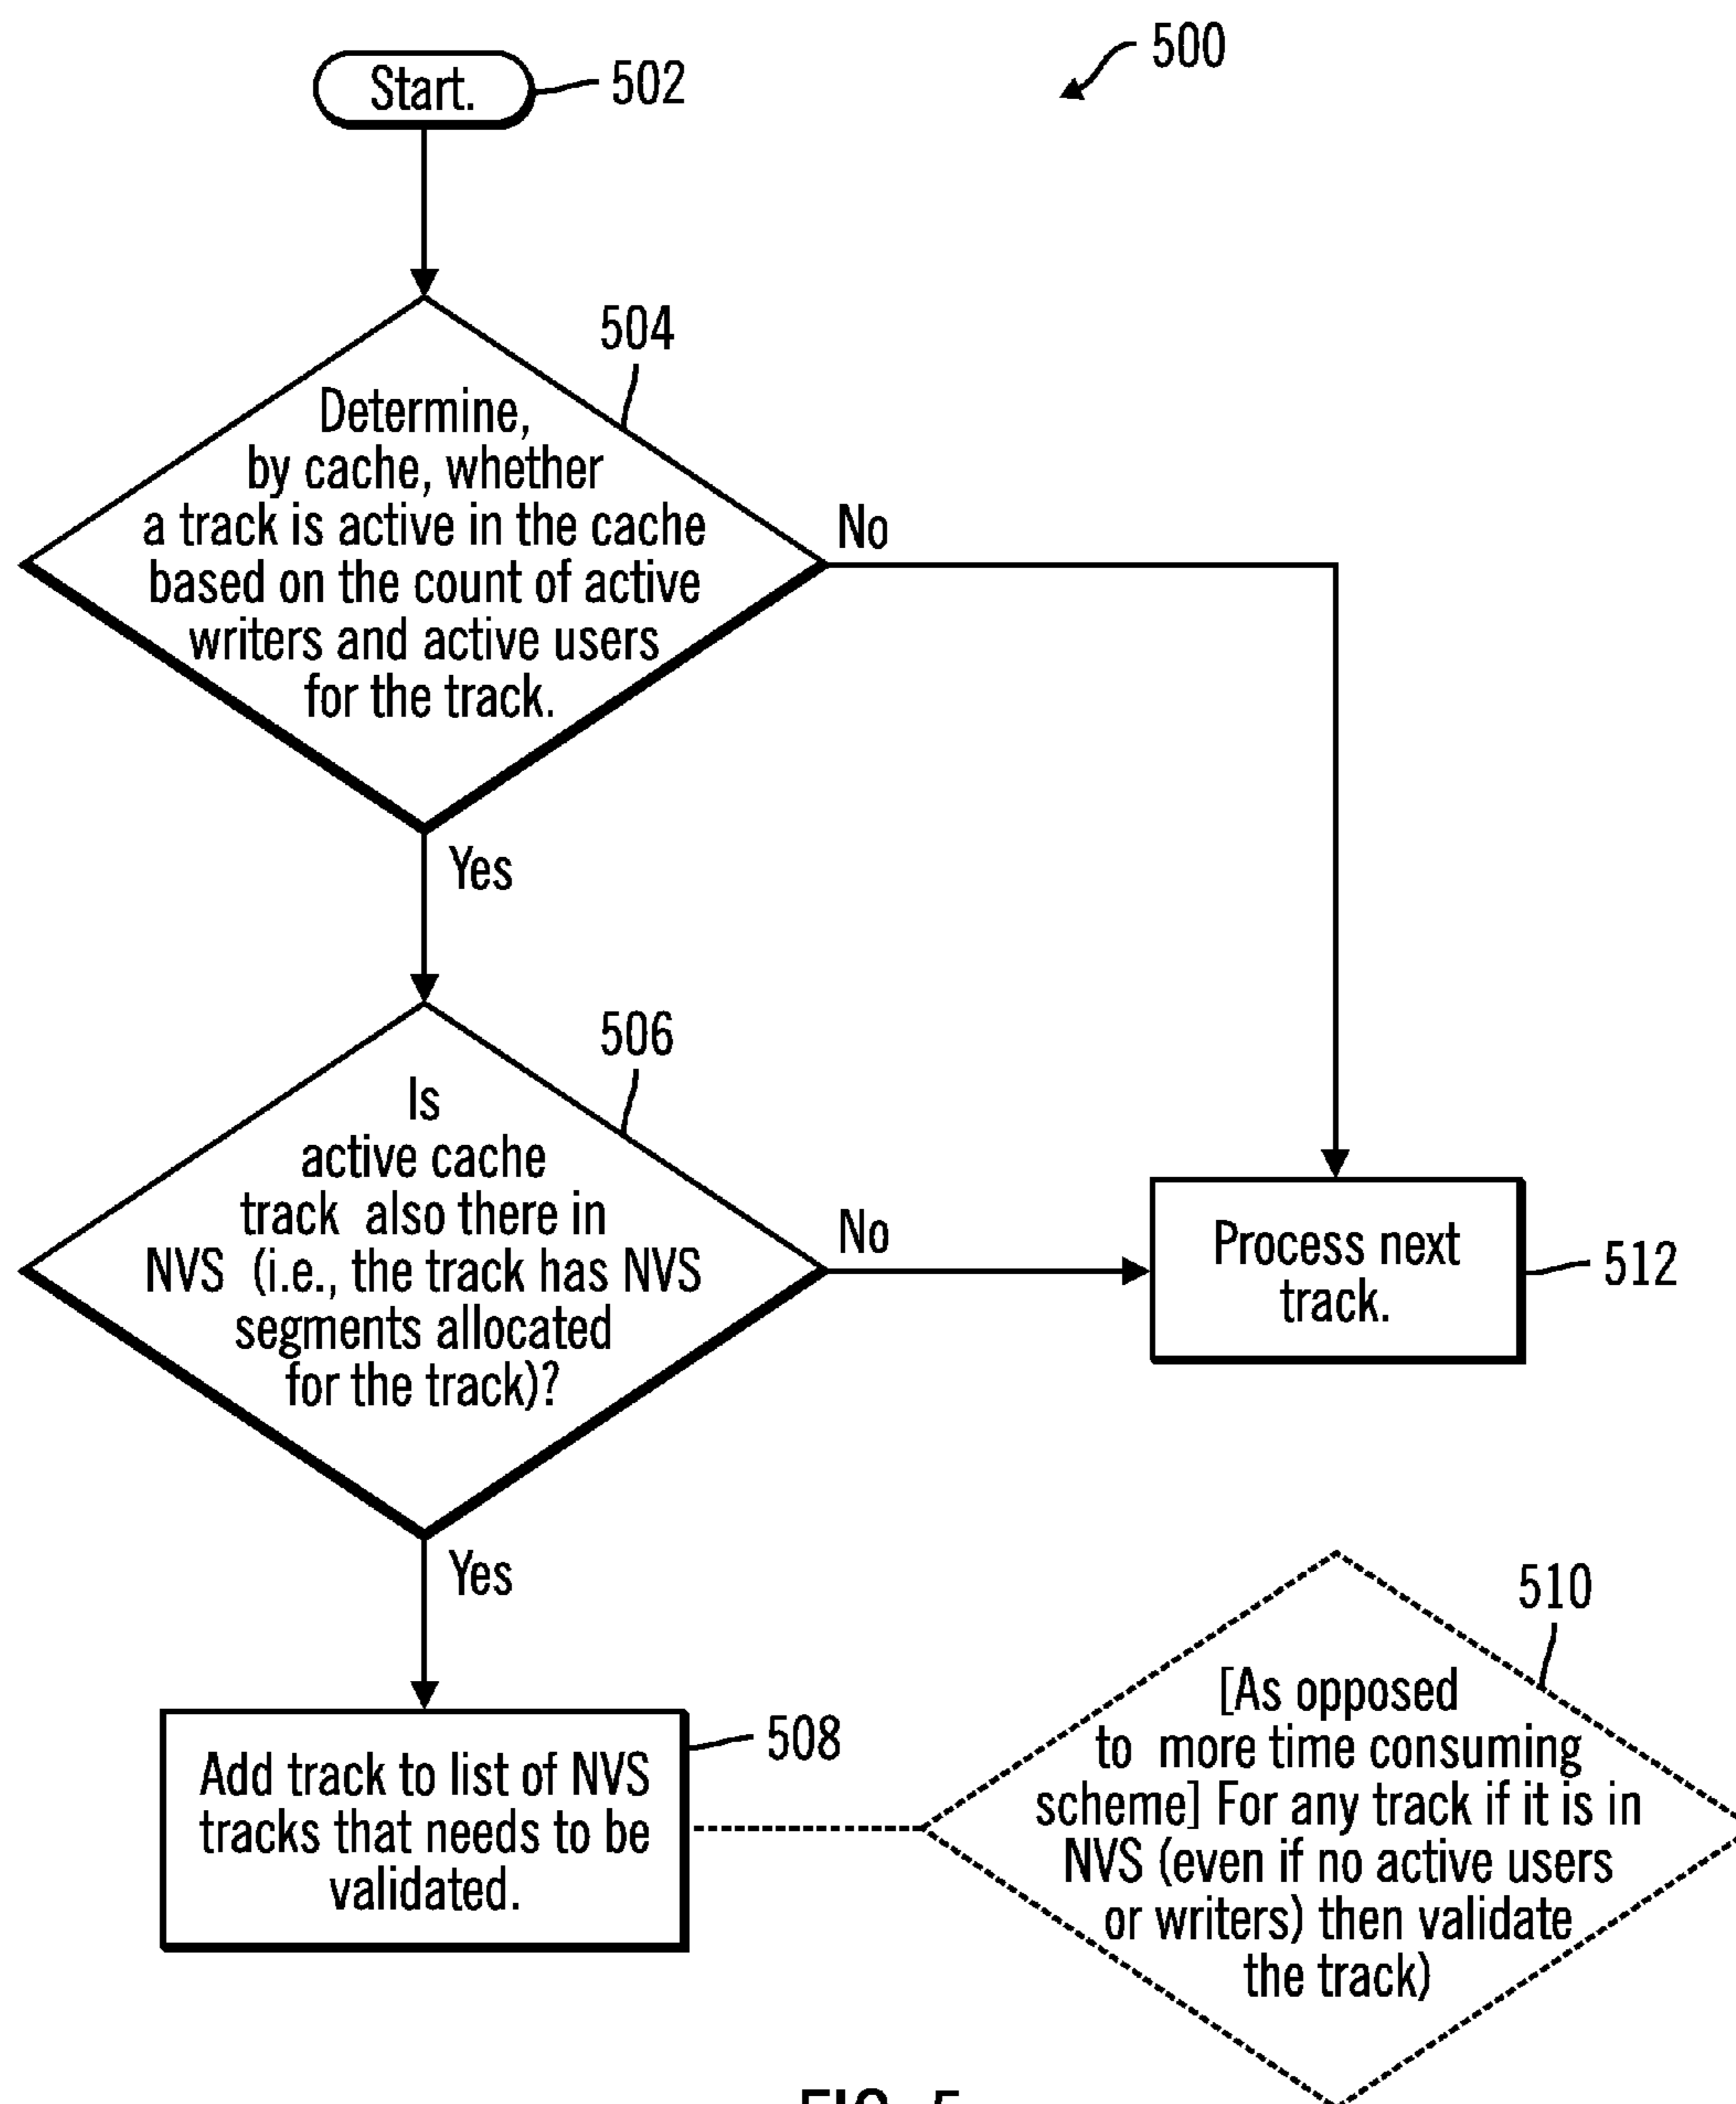 500
Start.
502
504
Determine,
by cache, whether
a track is active in the cache
based on the count of active
writers and active users
for the track.
No
Yes
506
Is
active cache
track also there in
NVS (i.e., the track has NVS
segments allocated
for the track)?
No
Process next
track.
512
Yes
510
508
Add track to list of NVS
tracks that needs to be
validated.
[As opposed
to more time consuming
scheme] For any track if it is in
NVS (even if no active users
or writers) then validate
the track)
FIG. 5